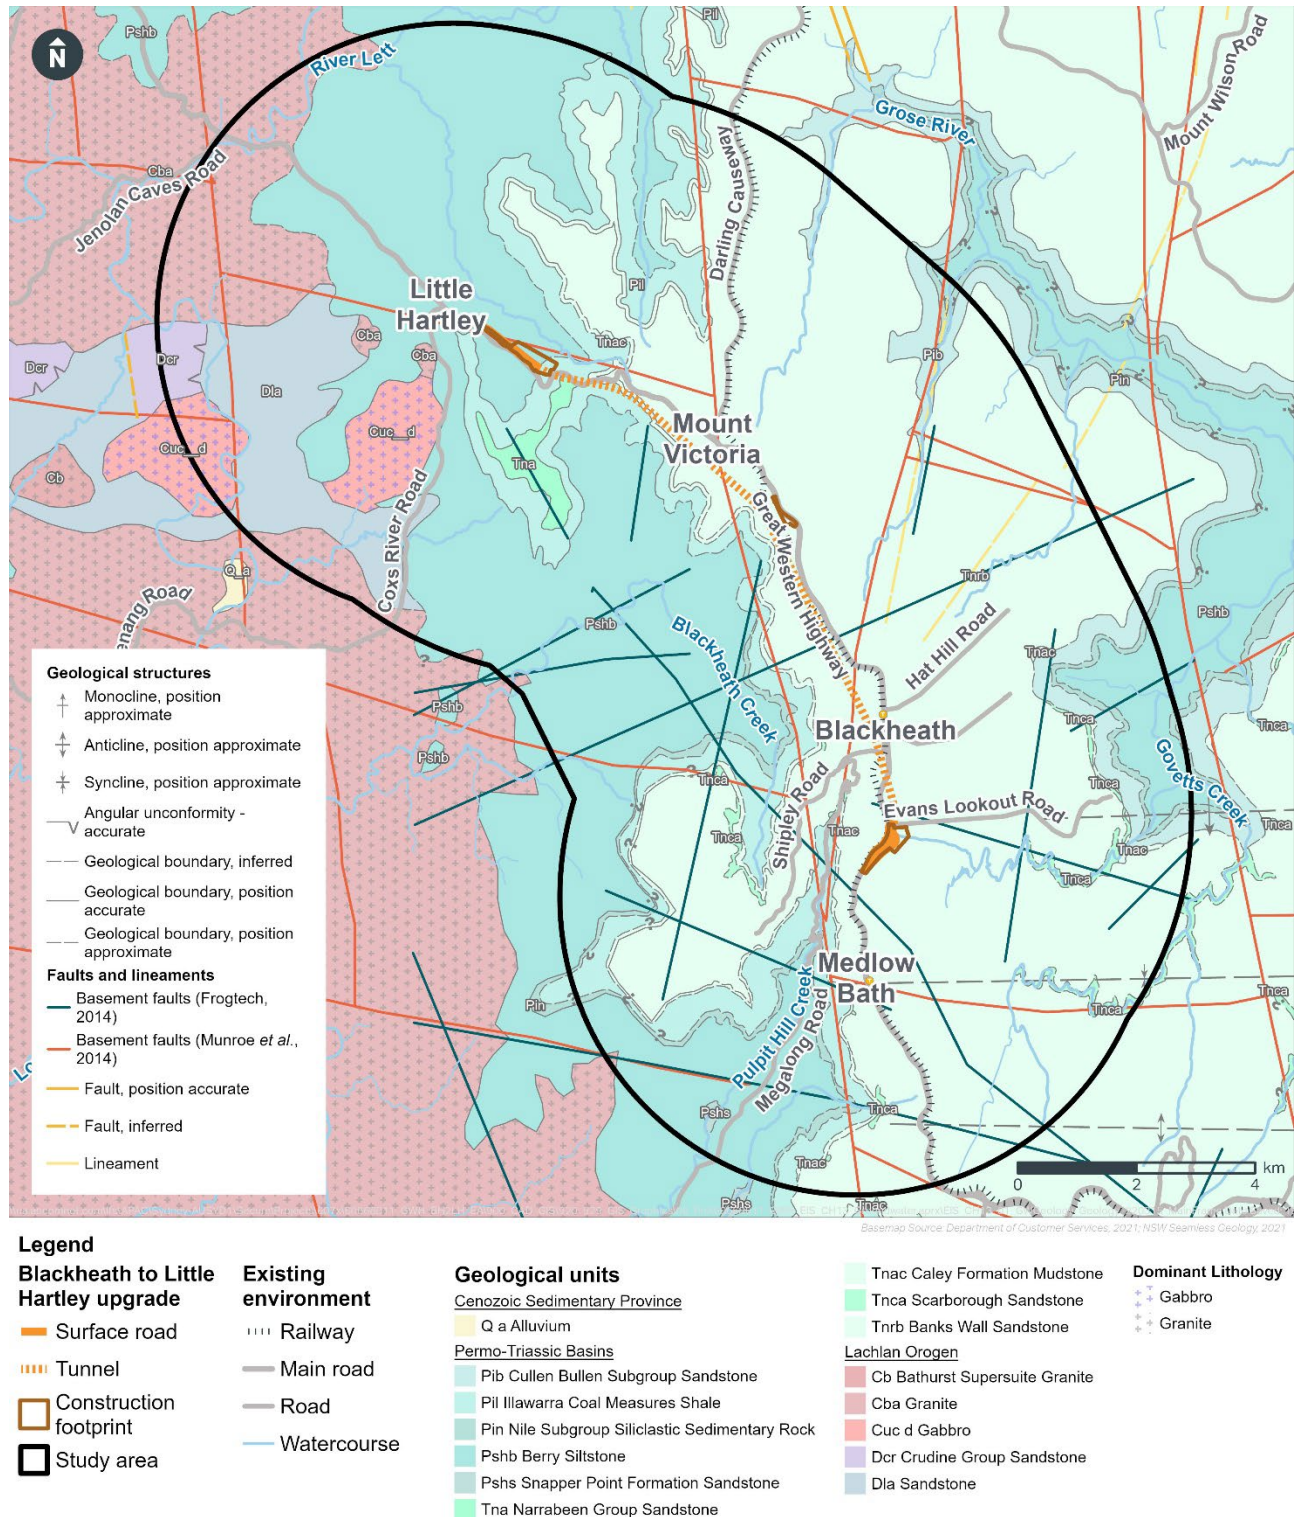 Pshb
Pil
N
River Lett
Mount Wilson Road
Grose River
Darling Causeway
Cba
Jenolan Caves Road
Pil
Little
Hartley
Tnac
Cba
Dcr
Dcr
Cba
Dla
Pib
Pin
Mount
Victoria
Cuc__d
Cuc__d
Cb
Tna
Coxs River Road
Great Western Highway
Q_a
Tnrb
enang Road
Pshb
Pshb
Blackheath Creek
Hat Hill Road
Tnac
Tnca
Pshb
Blackheath
Govetts Creek
Pshb
Tnca
Tnca
Evans Lookout Road
Shipley Road
Tnca
Tnac
Tnca
Tnac
Tnca
Medlow
Bath
Pin
Tnca
Tnca
Pulpit Hill Creek
Megalong Road
Lo
Pshs
Tnca
Tnac
Pshs
Tnac
km
0 2 4
Geological structures
Monocline, position
approximate
Anticline, position approximate
Syncline, position approximate
Angular unconformity -
accurate
Geological boundary, inferred
Geological boundary, position
accurate
Geological boundary, position
approximate
Faults and lineaments
Basement faults (Frogtech,
2014)
Basement faults (Munroe et al.,
2014)
Fault, position accurate
Fault, inferred
Lineament
Basemap Source: Department of Customer Services, 2021; NSW Seamless Geology, 2021
Legend
Blackheath to Little
Hartley upgrade
Surface road
Tunnel
Construction
footprint
Study area
Existing
environment
Railway
Main road
Road
Watercourse
Geological units
Cenozoic Sedimentary Province
Q a Alluvium
Permo-Triassic Basins
Pib Cullen Bullen Subgroup Sandstone
Pil Illawarra Coal Measures Shale
Pin Nile Subgroup Siliclastic Sedimentary Rock
Pshb Berry Siltstone
Pshs Snapper Point Formation Sandstone
Tna Narrabeen Group Sandstone
Tnac Caley Formation Mudstone
Tnca Scarborough Sandstone
Tnrb Banks Wall Sandstone
Lachlan Orogen
Cb Bathurst Supersuite Granite
Cba Granite
Cuc d Gabbro
Dcr Crudine Group Sandstone
Dla Sandstone
Dominant Lithology
Gabbro
Granite